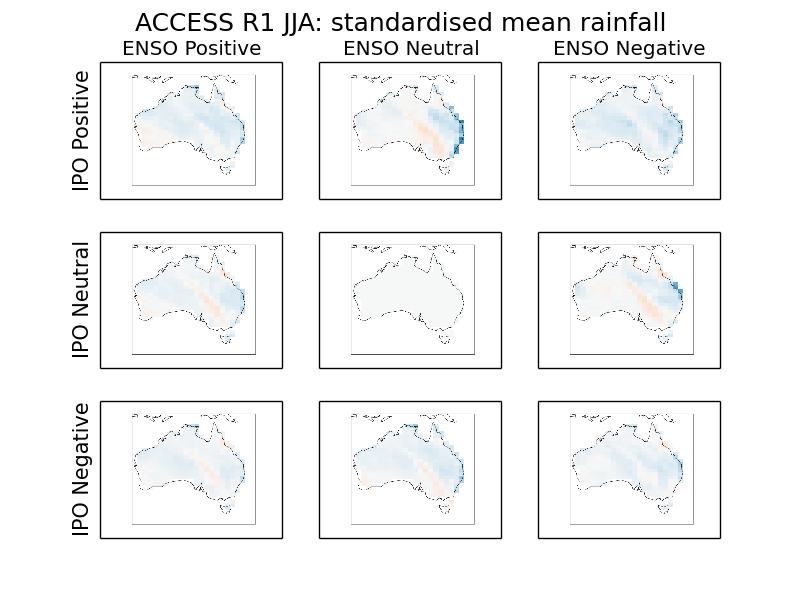 ACCESS R1 JJA: standardised mean rainfall
ENSO Positive
ENSO Neutral
ENSO Negative
IPO Positive
IPO Neutral
IPO Negative